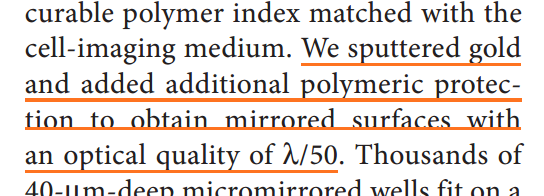 curable polymer index matched with the
cell-imaging medium. We sputtered gold
and added additional polymeric protec-
tion to obtain mirrored surfaces with
an optical quality of λ/50. Thousands of
40-μm-deep micromirrored wells fit on a